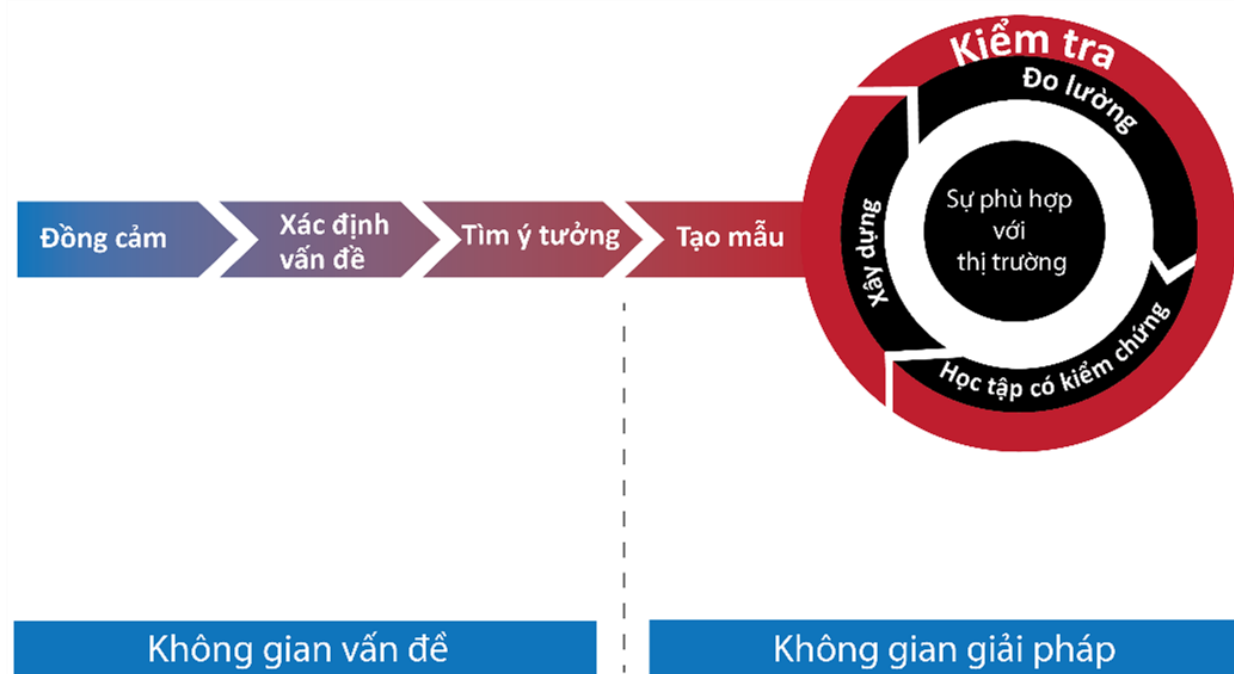 Kiểm tra
Đo lường
Xây dựng
Học tập có kiểm chứng
Sự phù hợp
với
thị trường
Đồng cảm
Xác định
vấn đề
Tìm ý tưởng
Tạo mẫu
Không gian vấn đề
Không gian giải pháp